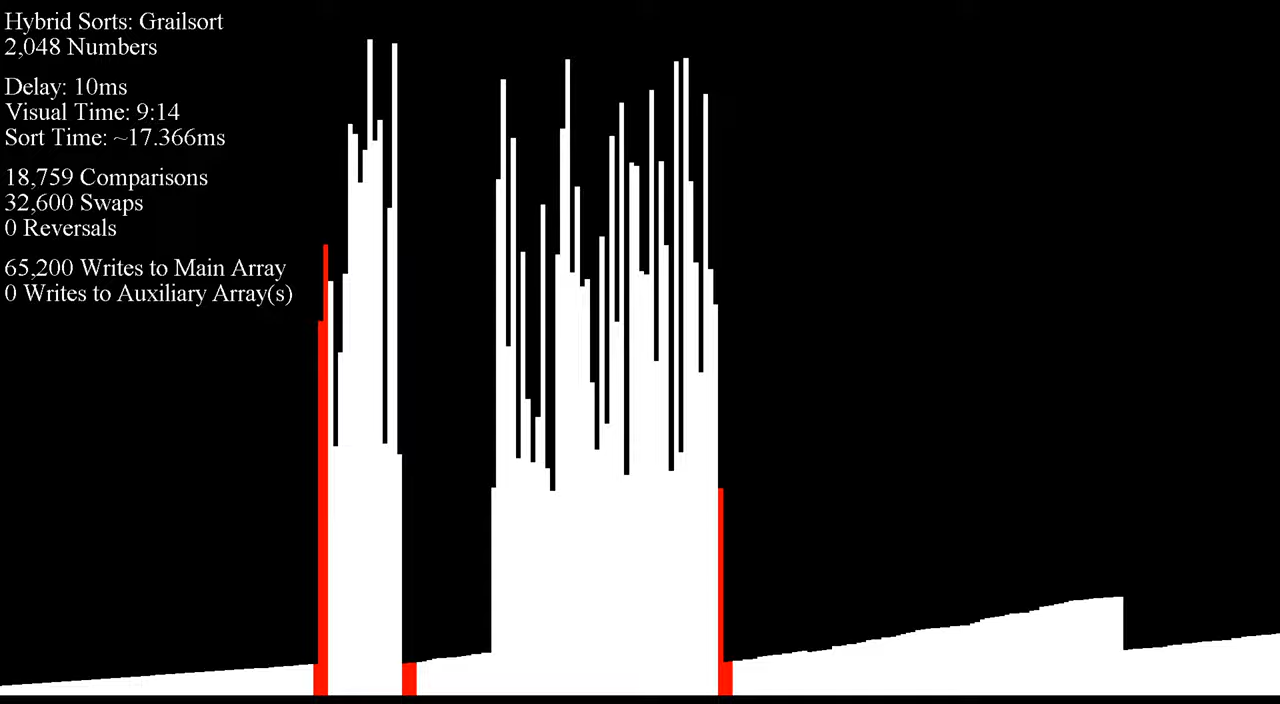 Hybrid Sorts: Grailsort
2,048 Numbers
Delay: 10ms
Visual Time: 9:14
Sort Time: ~17.366ms
18,759 Comparisons
32,600 Swaps
0 Reversals
65,200 Writes to Main Array
0 Writes to Auxiliary Array(s)